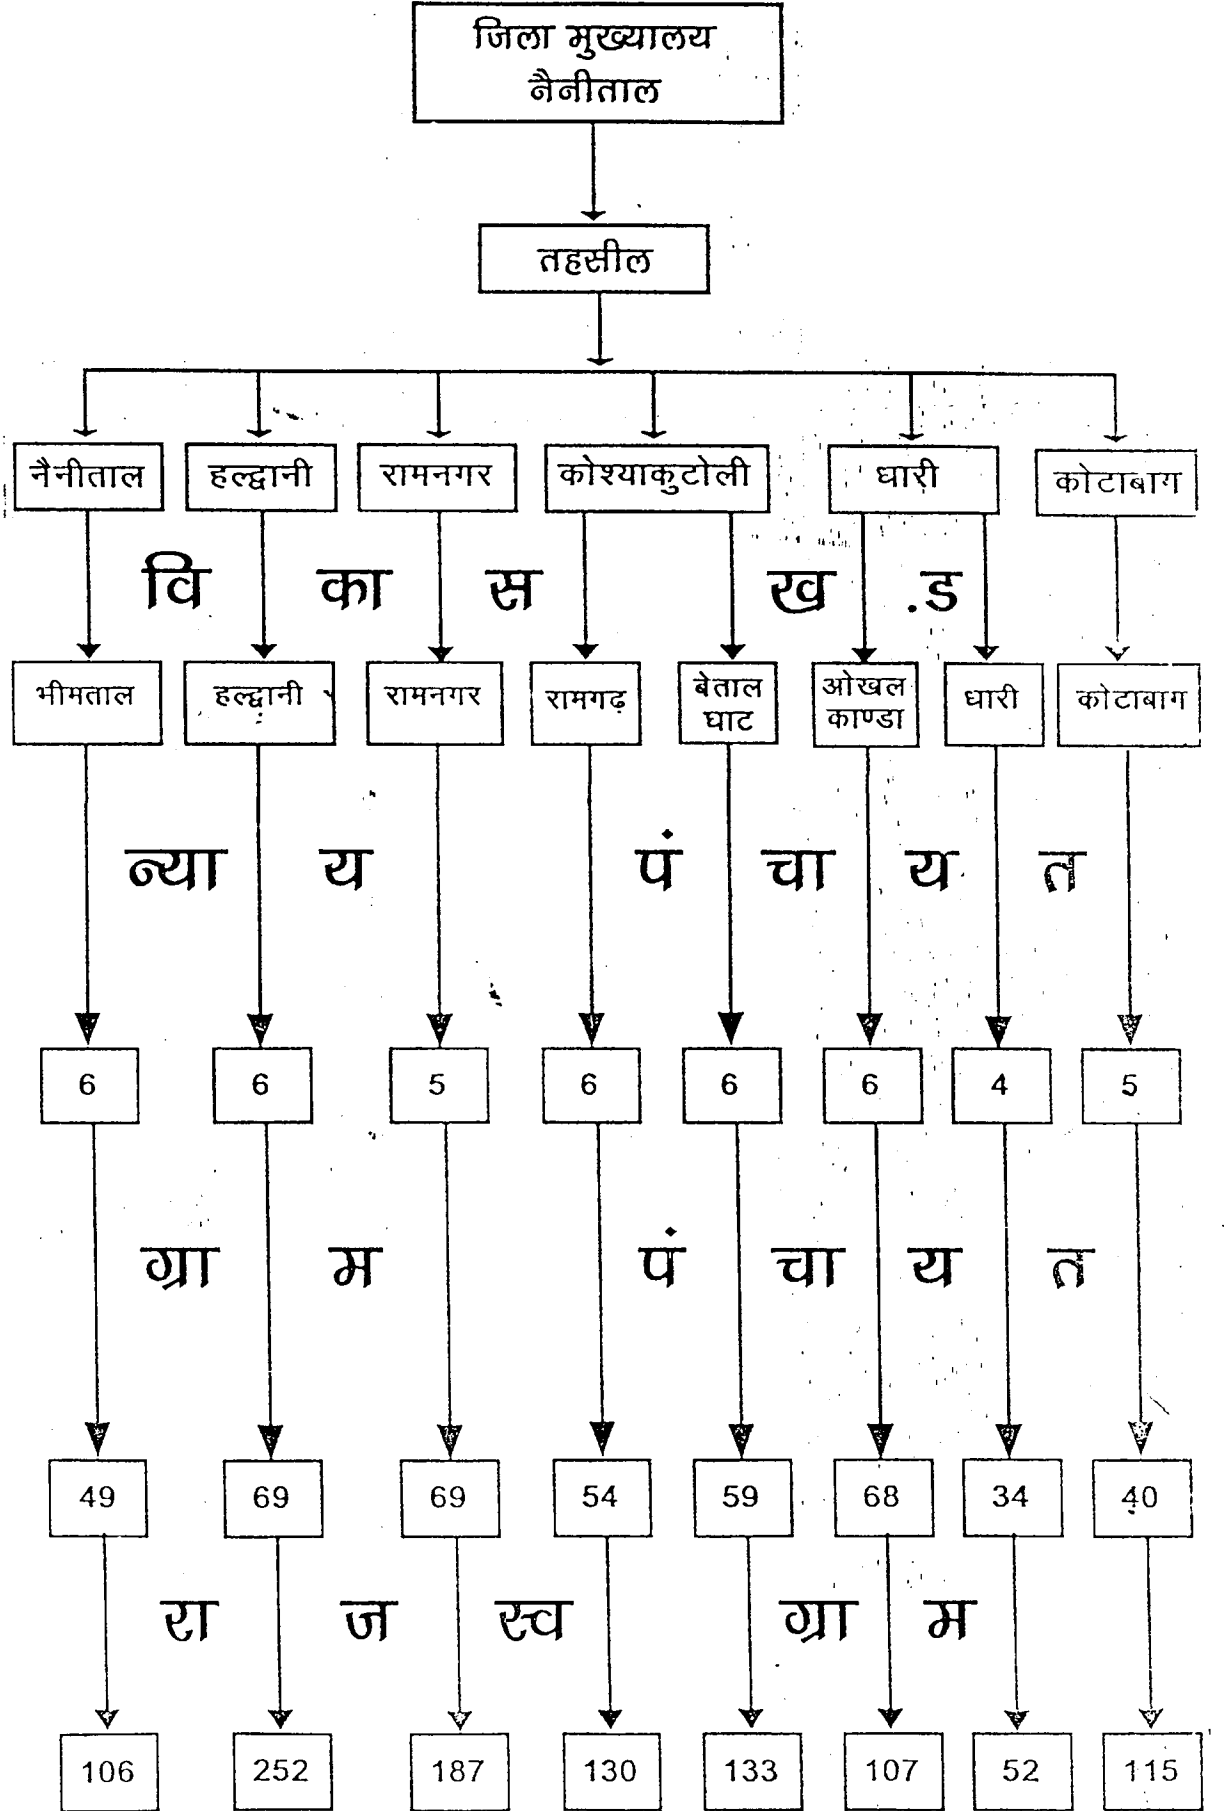 जिला मुख्यालय
नैनीताल
तहसील
नैनीताल हल्द्वानी रामनगर कोश्याकुटोली धारी कोटाबाग
वि का स ख .ड
भीमताल हल्द्वानी रामनगर रामगढ़ बेताल घाट ओखल काण्डा धारी कोटाबाग
न्या य पं चा य त
6 6 5 6 6 6 4 5
ग्रा म पं चा य त
49 69 69 54 59 68 34 40
रा ज स्व ग्रा म
106 252 187 130 133 107 52 115